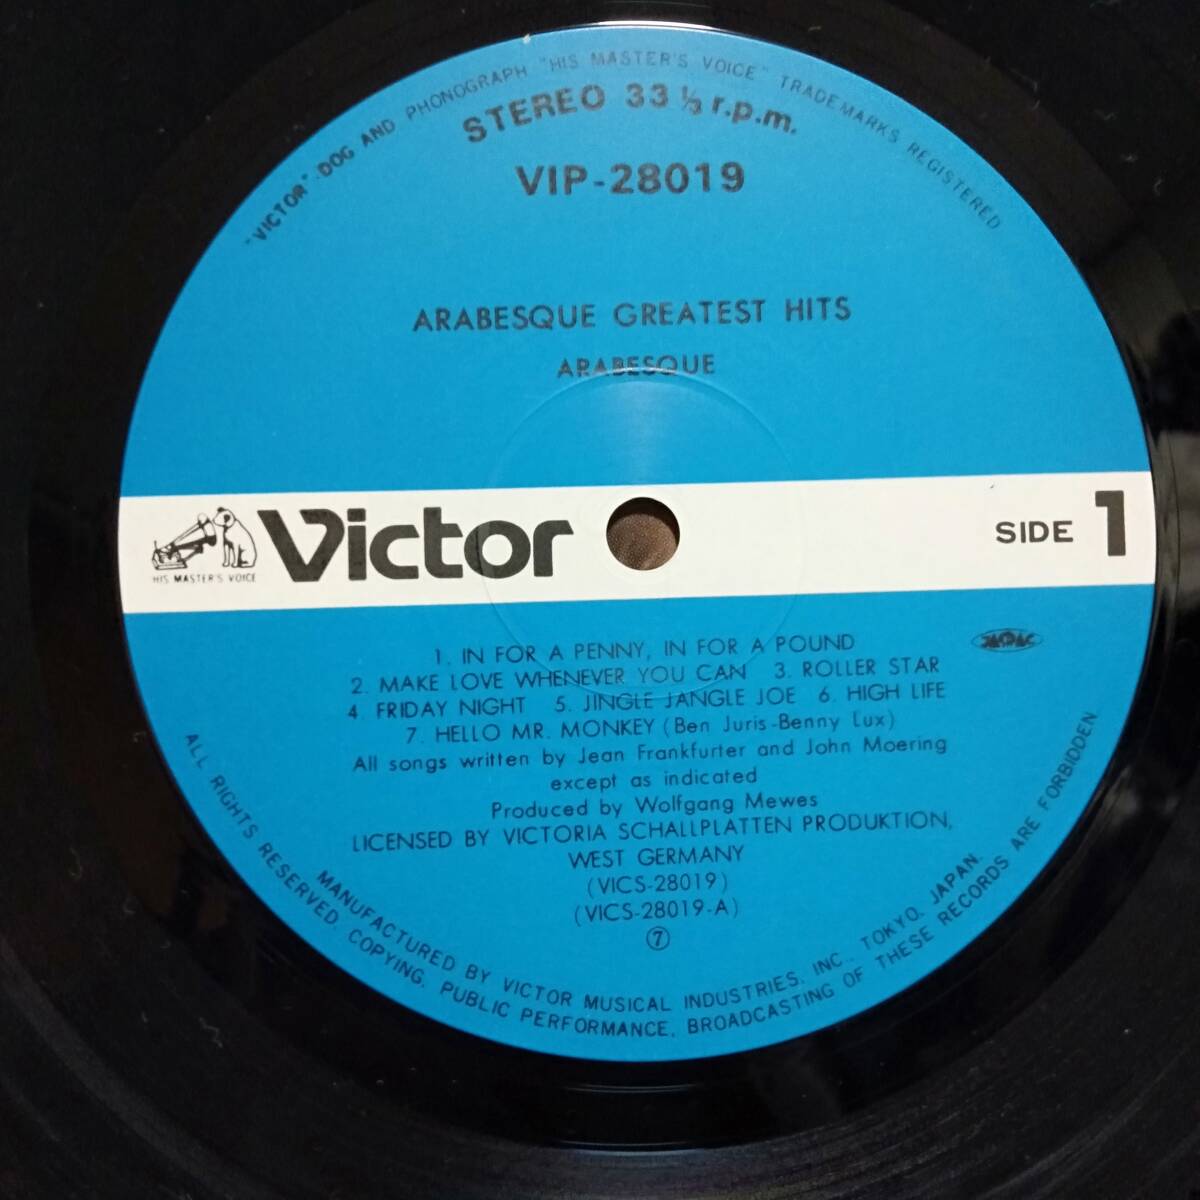 "VICTOR" DOG AND PHONOGRAPH "HIS MASTER'S VOICE" TRADEMARKS REGISTERED
STEREO 33 ⅓ r.p.m.
VIP-28019
ARABESQUE GREATEST HITS
ARABESQUE
HIS MASTER'S VOICE
Victor
SIDE 1
JASRAC
1. IN FOR A PENNY, IN FOR A POUND
2. MAKE LOVE WHENEVER YOU CAN 3. ROLLER STAR
4. FRIDAY NIGHT 5. JINGLE JANGLE JOE 6. HIGH LIFE
7. HELLO MR. MONKEY (Ben Juris-Benny Lux)
All songs written by Jean Frankfurter and John Moering
except as indicated
Produced by Wolfgang Mewes
LICENSED BY VICTORIA SCHALLPLATTEN PRODUKTION,
WEST GERMANY
(VICS-28019)
(VICS-28019-A)
⑦
MANUFACTURED BY VICTOR MUSICAL INDUSTRIES, INC., TOKYO, JAPAN.
ALL RIGHTS RESERVED. COPYING, PUBLIC PERFORMANCE, BROADCASTING OF THESE RECORDS ARE FORBIDDEN